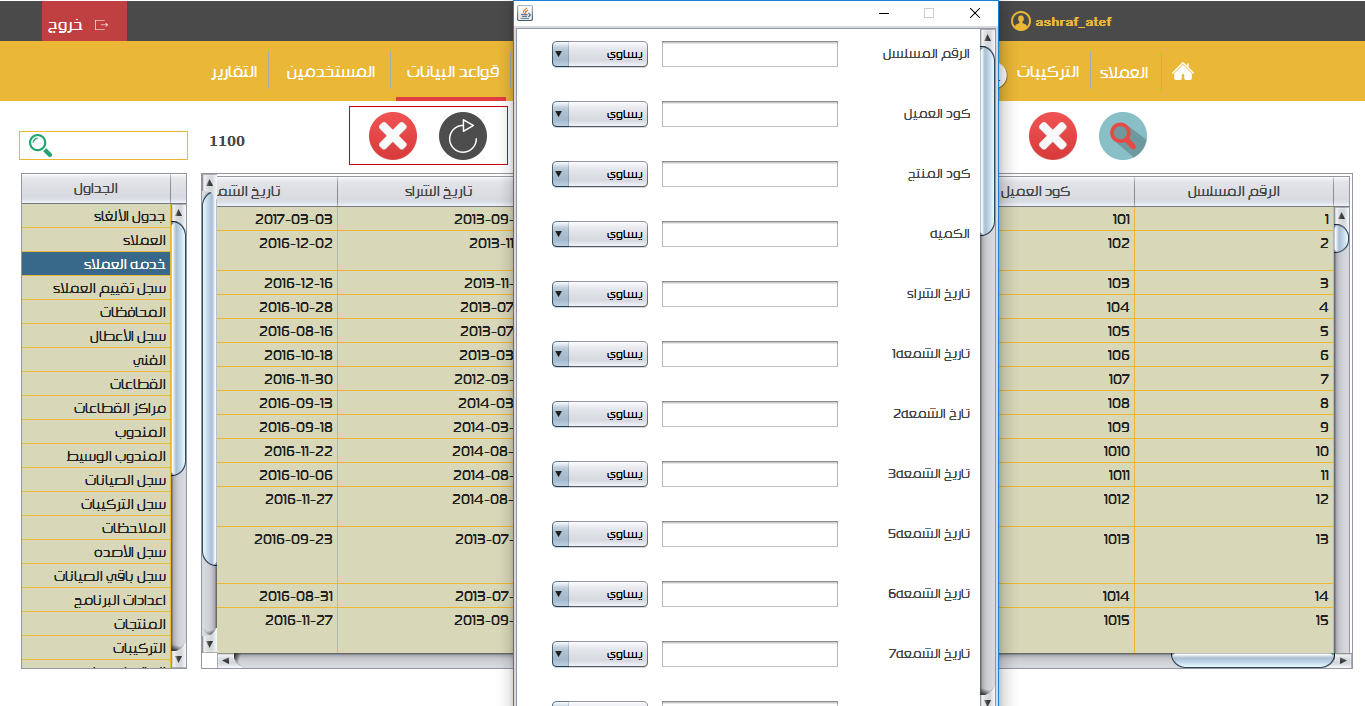 ashraf_atef
خروج
العملاء
التركيبات
قواعد البيانات
المستخدمين
التقارير
1100
الرقم المسلسل
كود العميل
تاريخ الشراء
1
101
2013-09-
2017-03-03
2
102
2013-11
2016-12-02
3
103
2013-11-
2016-12-16
4
104
2013-07
2016-10-28
5
105
2013-07
2016-08-16
6
106
2013-03
2016-10-18
7
107
2012-03-
2016-11-30
8
108
2014-03
2016-09-13
9
109
2014-03-
2016-09-18
10
1010
2014-08-
2016-11-22
11
1011
2014-08-
2016-10-06
12
1012
2014-08-
2016-11-27
13
1013
2013-07-
2016-09-23
14
1014
2013-07-
2016-08-31
15
1015
2013-09-
2016-11-27
الرقم المسلسل يساوي
كود العميل يساوي
كود المنتج يساوي
الكميه يساوي
تاريخ الشراء يساوي
تاريخ الشمعه1 يساوي
تارخ الشمعه2 يساوي
تاريخ الشمعه3 يساوي
تاريخ الشمعه5 يساوي
تاريخ الشمعه6 يساوي
تاريخ الشمعه7 يساوي
الجداول
جدول الألغاء
العملاء
خدمه العملاء
سجل تقييم العملاء
المحافظات
سجل الأعطال
الفني
القطاعات
مراكز القطاعات
المندوب
المندوب الوسيط
سجل الصيانات
سجل التركيبات
الملاحظات
سجل الأصده
سجل باقي الصيانات
اعدادات البرنامج
المنتجات
التركيبات